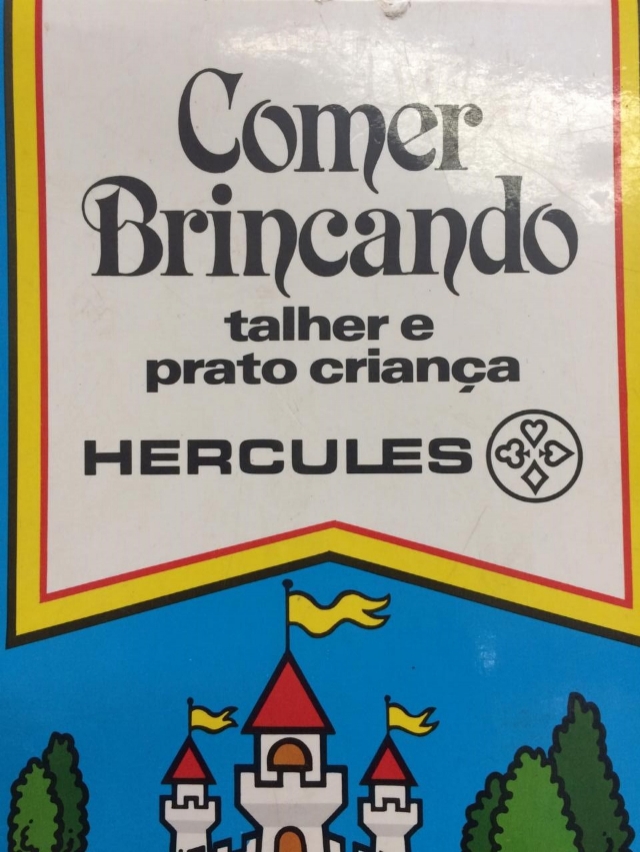 Comer
Brincando
talher e
prato criança
HERCULES